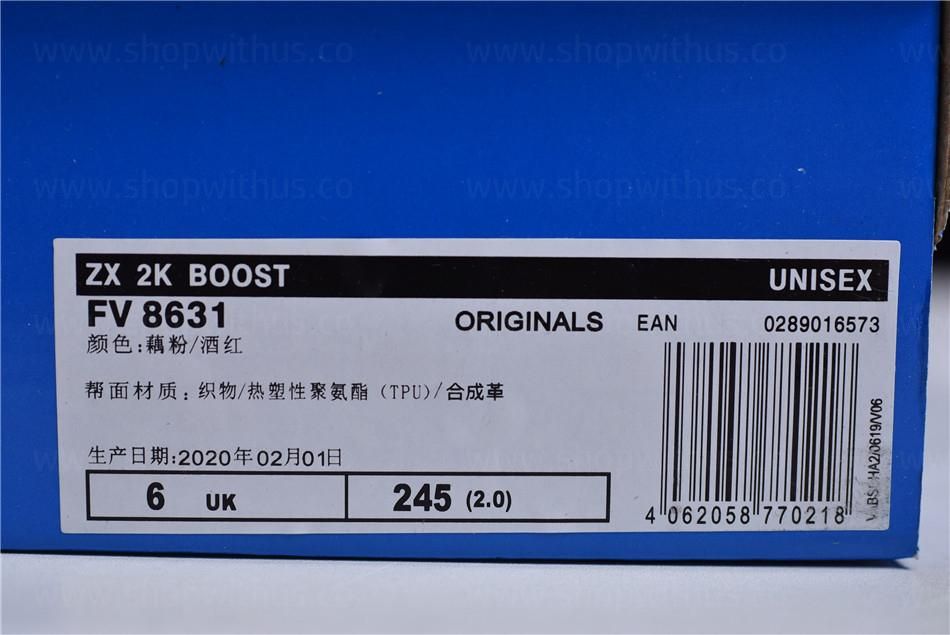 www.shopwithus.co
www.shopwithus.co
www.shopwithus.co
www.shopwithus.co
ZX 2K BOOST UNISEX
FV 8631 ORIGINALS EAN 0289016573
颜色:藕粉/酒红
帮面材质: 织物/热塑性聚氨酯 (TPU)/合成革
生产日期:2020年02月01日
6 UK 245 (2.0)
4 062058 770218